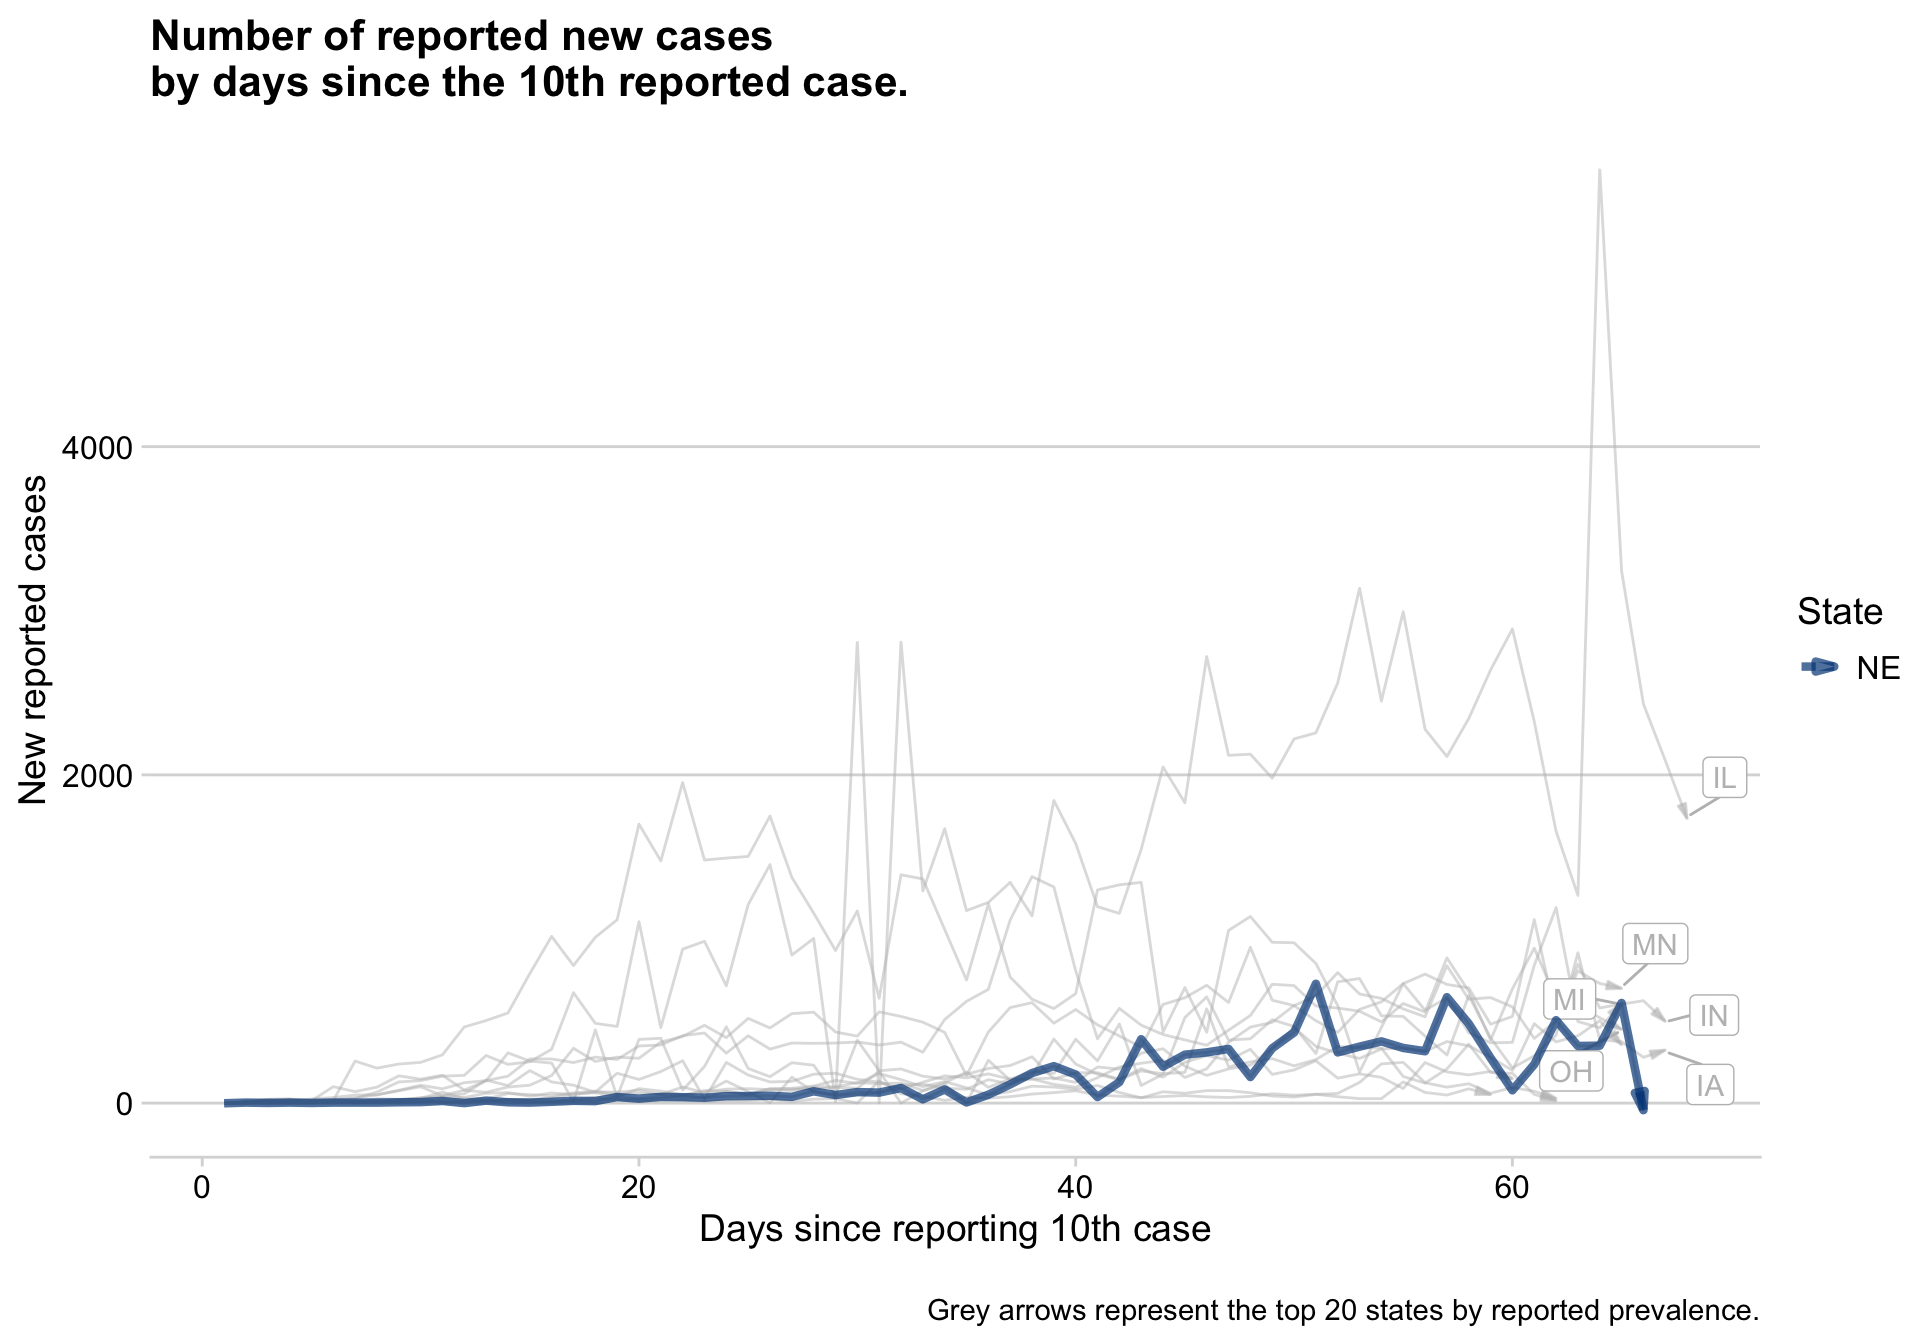 Number of reported new cases
by days since the 10th reported case.
New reported cases
4000
2000
0
0
20
40
60
Days since reporting 10th case
IL
MN
MI
IN
OH
IA
State
NE
Grey arrows represent the top 20 states by reported prevalence.